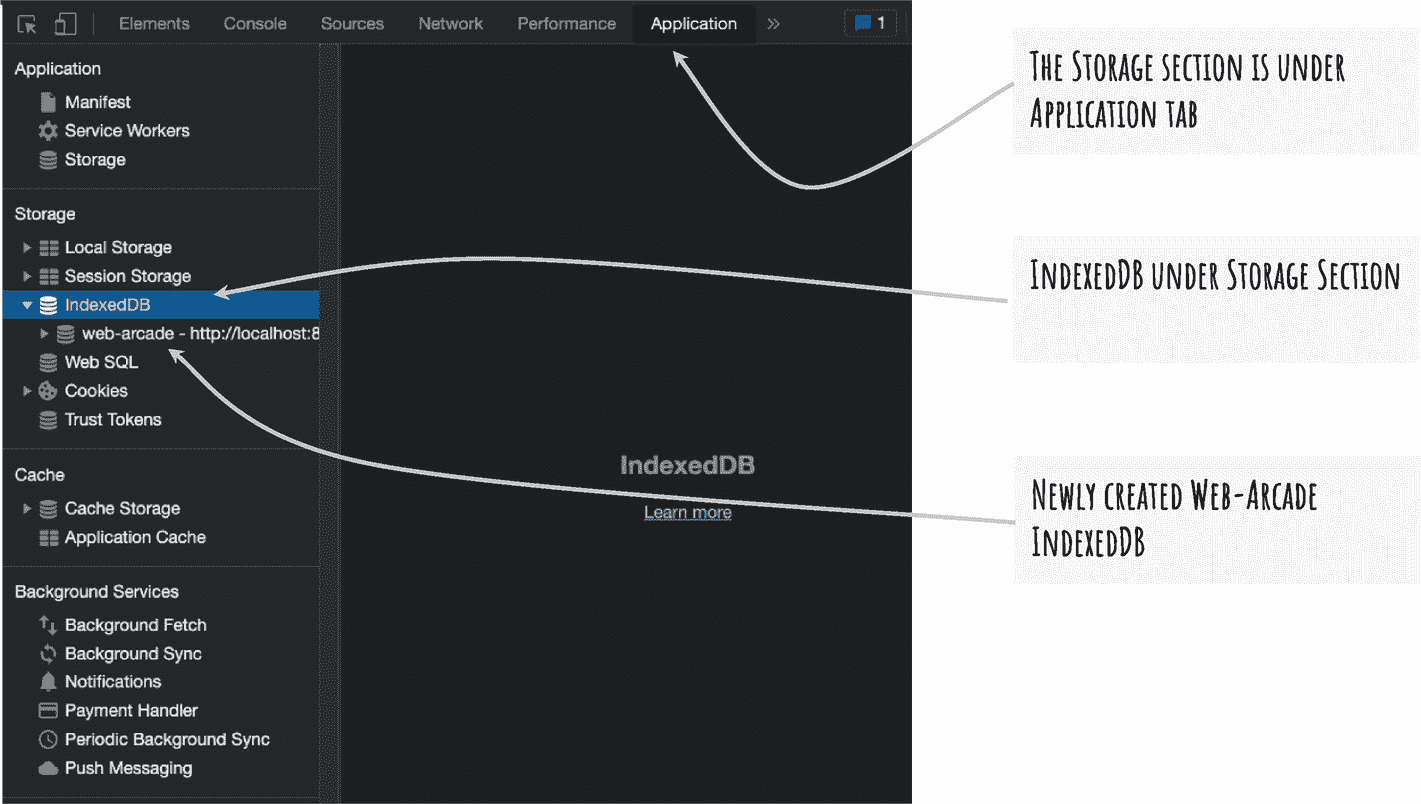 Elements Console Sources Network Performance Application » 1
Application
Manifest
Service Workers
Storage
Storage
Local Storage
Session Storage
IndexedDB
web-arcade - http://localhost:8
Web SQL
Cookies
Trust Tokens
Cache
Cache Storage
Application Cache
Background Services
Background Fetch
Background Sync
Notifications
Payment Handler
Periodic Background Sync
Push Messaging
IndexedDB
Learn more
The Storage section is under
Application tab
IndexedDB under Storage Section
Newly created Web-Arcade
IndexedDB